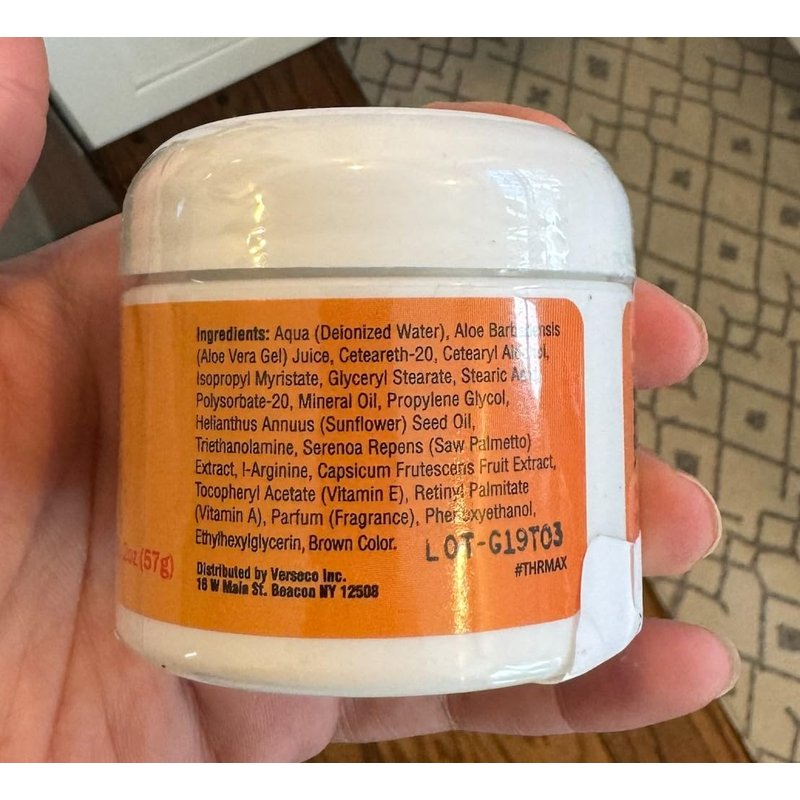 Ingredients: Aqua (Deionized Water), Aloe Barbadensis
(Aloe Vera Gel) Juice, Ceteareth-20, Cetearyl Alcohol,
Isopropyl Myristate, Glyceryl Stearate, Stearic Acid
Polysorbate-20, Mineral Oil, Propylene Glycol,
Helianthus Annuus (Sunflower) Seed Oil,
Triethanolamine, Serenoa Repens (Saw Palmetto)
Extract, l-Arginine, Capsicum Frutescens Fruit Extract,
Tocopheryl Acetate (Vitamin E), Retinyl Palmitate
(Vitamin A), Parfum (Fragrance), Phenoxyethanol,
Ethylhexylglycerin, Brown Color.
LOT-G19T03
#THRMAX
2oz (57g)
Distributed by Verseco Inc.
16 W Main St. Beacon NY 12508